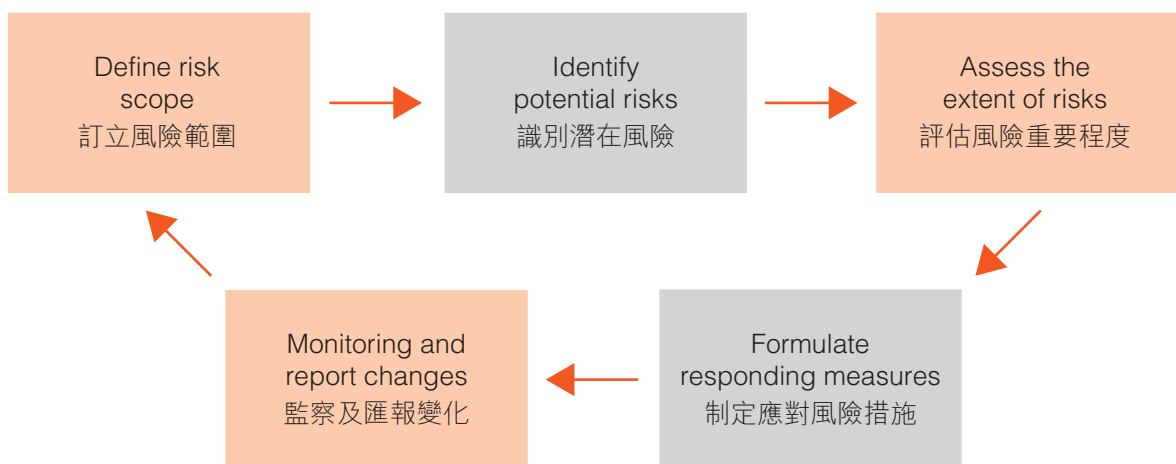 Define risk
scope
訂立風險範圍
Identify
potential risks
識別潛在風險
Assess the
extent of risks
評估風險重要程度
Formulate
responding measures
制定應對風險措施
Monitoring and
report changes
監察及匯報變化